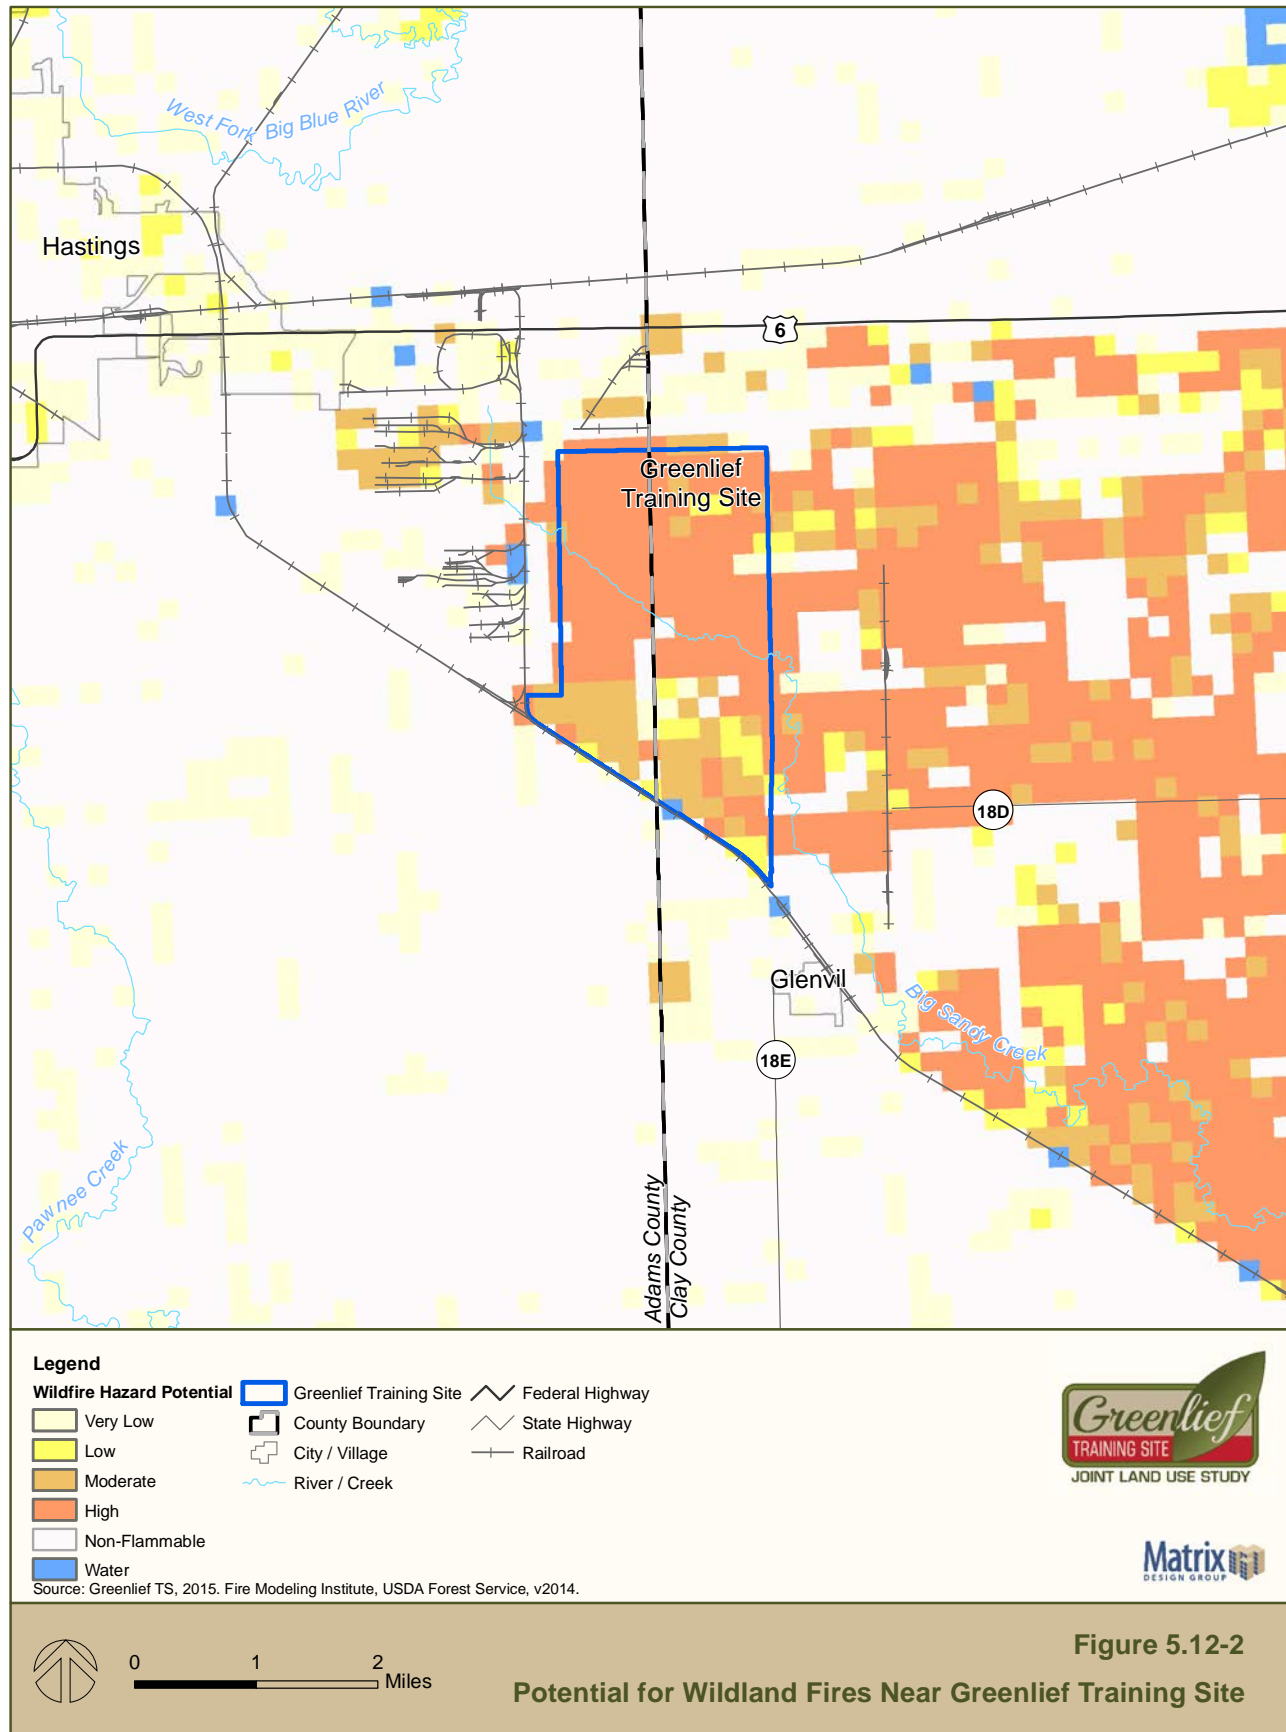 West Fork Big Blue River
Hastings
6
Greenlief
Training Site
18D
Glenvil
Big Sandy Creek
18E
Pawnee Creek
Adams County
Clay County
Legend
Wildfire Hazard Potential
Very Low
Low
Moderate
High
Non-Flammable
Water
Greenlief Training Site
County Boundary
City / Village
River / Creek
Federal Highway
State Highway
Railroad
Source: Greenlief TS, 2015. Fire Modeling Institute, USDA Forest Service, v2014.
Greenlief
TRAINING SITE
JOINT LAND USE STUDY
Matrix
DESIGN GROUP
0 1 2
Miles
Figure 5.12-2
Potential for Wildland Fires Near Greenlief Training Site